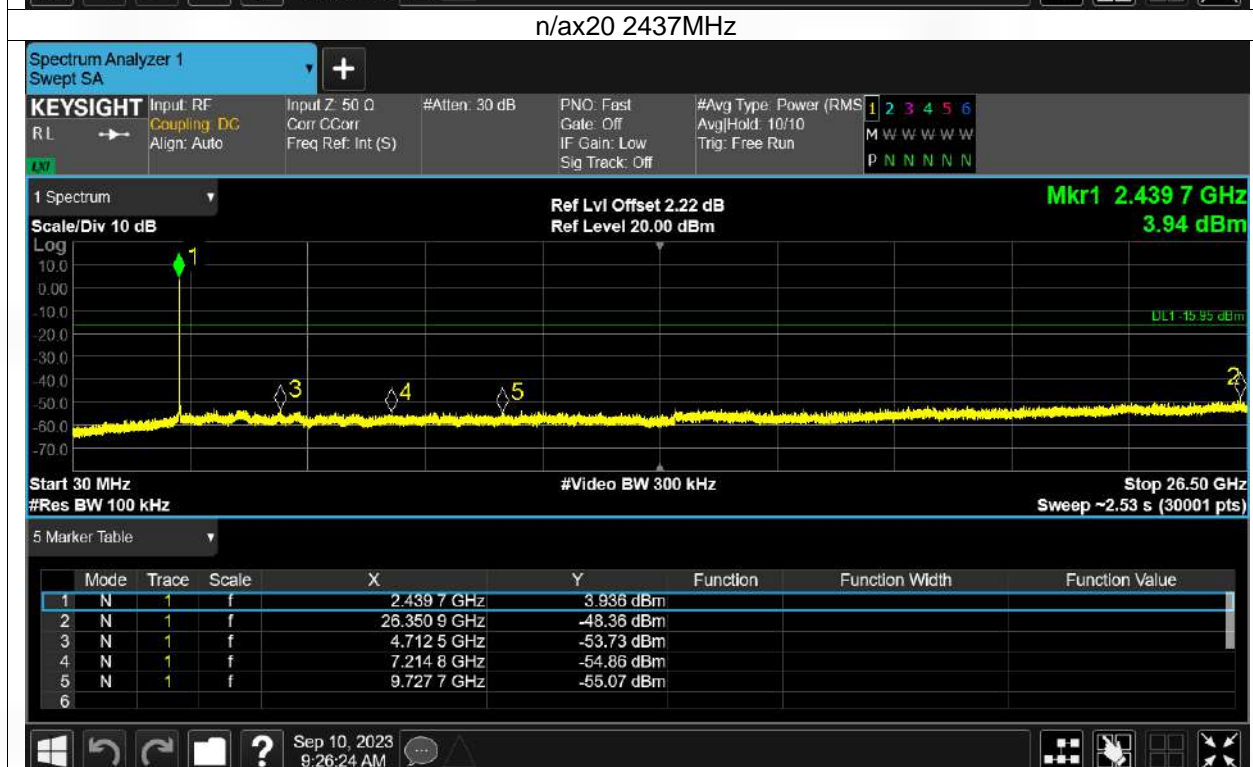 n/ax20 2437MHz
Spectrum Analyzer 1
Swept SA
+
KEYSIGHT Input: RF Input Z: 50 Ω #Atten: 30 dB PNO: Fast #Avg Type: Power (RMS 1 2 3 4 5 6
RL Coupling: DC Corr CCorr Gate: Off Avg|Hold: 10/10 M W W W W W
Align: Auto Freq Ref: Int (S) IF Gain: Low Trig: Free Run
LXI Sig Track: Off P N N N N N
1 Spectrum Ref Lvl Offset 2.22 dB Mkr1 2.439 7 GHz
Scale/Div 10 dB Ref Level 20.00 dBm 3.94 dBm
Log
1
10.0
0.00
-10.0
DL1 -15.95 dBm
-20.0
-30.0
-40.0 3 4 5 2
-50.0
-60.0
-70.0
Start 30 MHz #Video BW 300 kHz Stop 26.50 GHz
#Res BW 100 kHz Sweep ~2.53 s (30001 pts)
5 Marker Table
Mode Trace Scale X Y Function Function Width Function Value
1 N 1 f 2.439 7 GHz 3.936 dBm
2 N 1 f 26.350 9 GHz -48.36 dBm
3 N 1 f 4.712 5 GHz -53.73 dBm
4 N 1 f 7.214 8 GHz -54.86 dBm
5 N 1 f 9.727 7 GHz -55.07 dBm
6
? Sep 10, 2023
9:26:24 AM